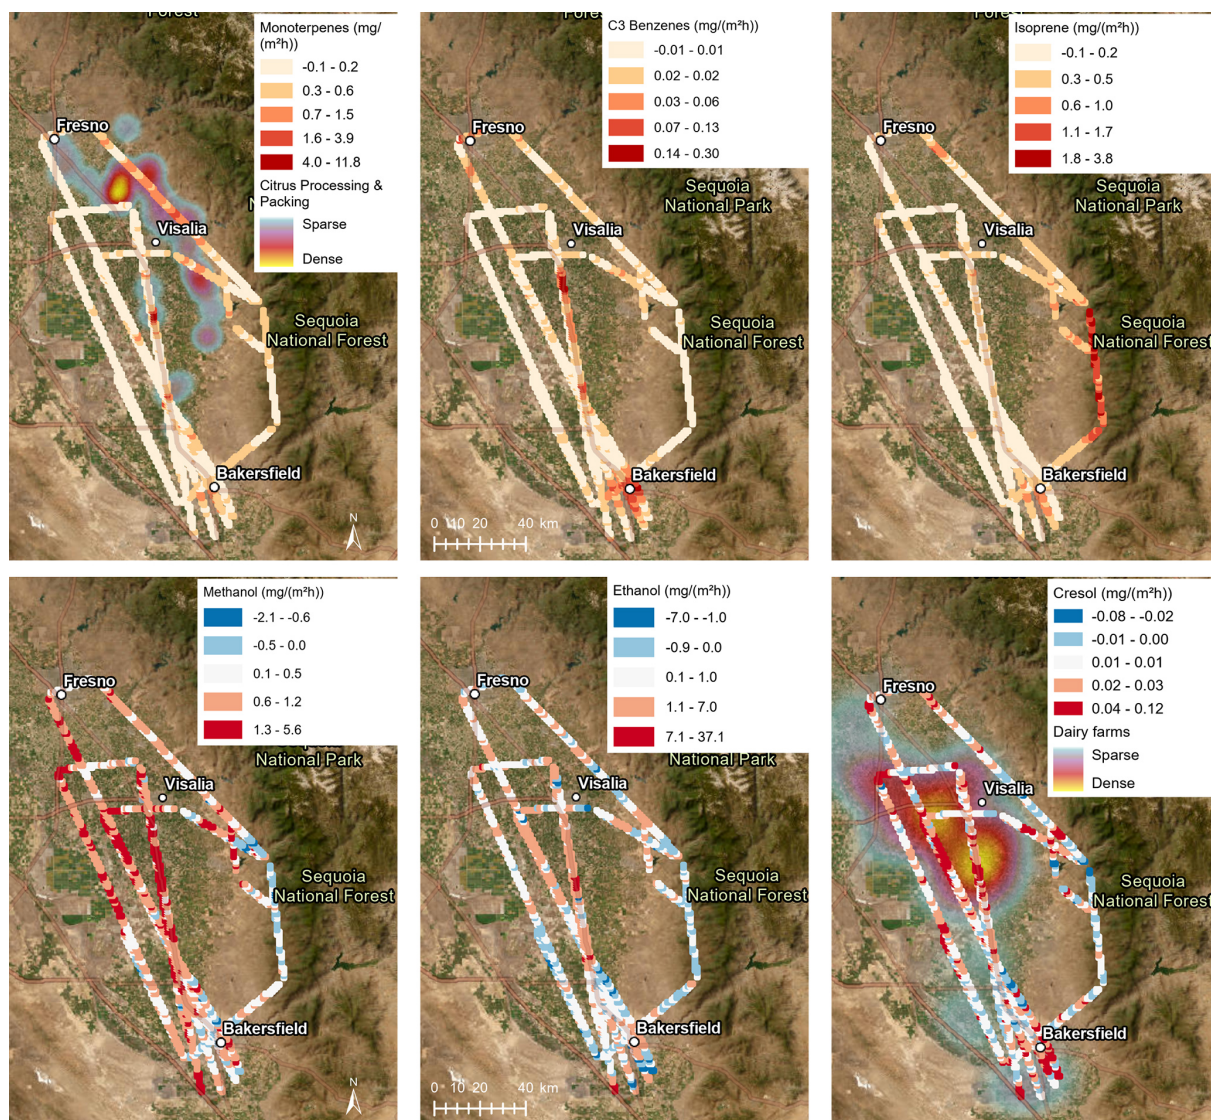 Forest
Monoterpenes (mg/
(m²h))
-0.1 - 0.2
0.3 - 0.6
0.7 - 1.5
1.6 - 3.9
4.0 - 11.8
Citrus Processing &
Packing
Sparse
Dense
Fresno
Visalia
Sequoia
National Forest
Bakersfield
N
C3 Benzenes (mg/(m²h))
-0.01 - 0.01
0.02 - 0.02
0.03 - 0.06
0.07 - 0.13
0.14 - 0.30
Fresno
Sequoia
National Park
Visalia
Sequoia
National Forest
Bakersfield
0 10 20 40 km
Forest
Isoprene (mg/(m²h))
-0.1 - 0.2
0.3 - 0.5
0.6 - 1.0
1.1 - 1.7
1.8 - 3.8
Fresno
Sequoia
National Park
Visalia
Sequoia
National Forest
Bakersfield
Methanol (mg/(m²h))
-2.1 - -0.6
-0.5 - 0.0
0.1 - 0.5
0.6 - 1.2
1.3 - 5.6
Fresno
National Park
Visalia
Sequoia
National Forest
Bakersfield
N
Ethanol (mg/(m²h))
-7.0 - -1.0
-0.9 - 0.0
0.1 - 1.0
1.1 - 7.0
7.1 - 37.1
Fresno
National Park
Visalia
Sequoia
National Forest
Bakersfield
0 10 20 40 km
Cresol (mg/(m²h))
-0.08 - -0.02
-0.01 - 0.00
0.01 - 0.01
0.02 - 0.03
0.04 - 0.12
Dairy farms
Sparse
Dense
Fresno
Visalia
Sequoia
National Forest
Bakersfield